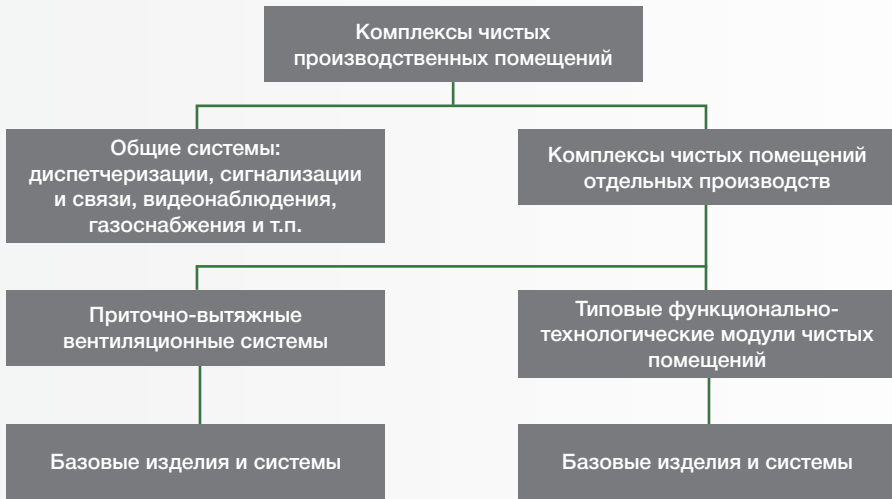 Комплексы чистых
производственных помещений
Общие системы:
диспетчеризации, сигнализации
и связи, видеонаблюдения,
газоснабжения и т.п.
Комплексы чистых помещений
отдельных производств
Приточно-вытяжные
вентиляционные системы
Типовые функционально-
технологические модули чистых
помещений
Базовые изделия и системы
Базовые изделия и системы